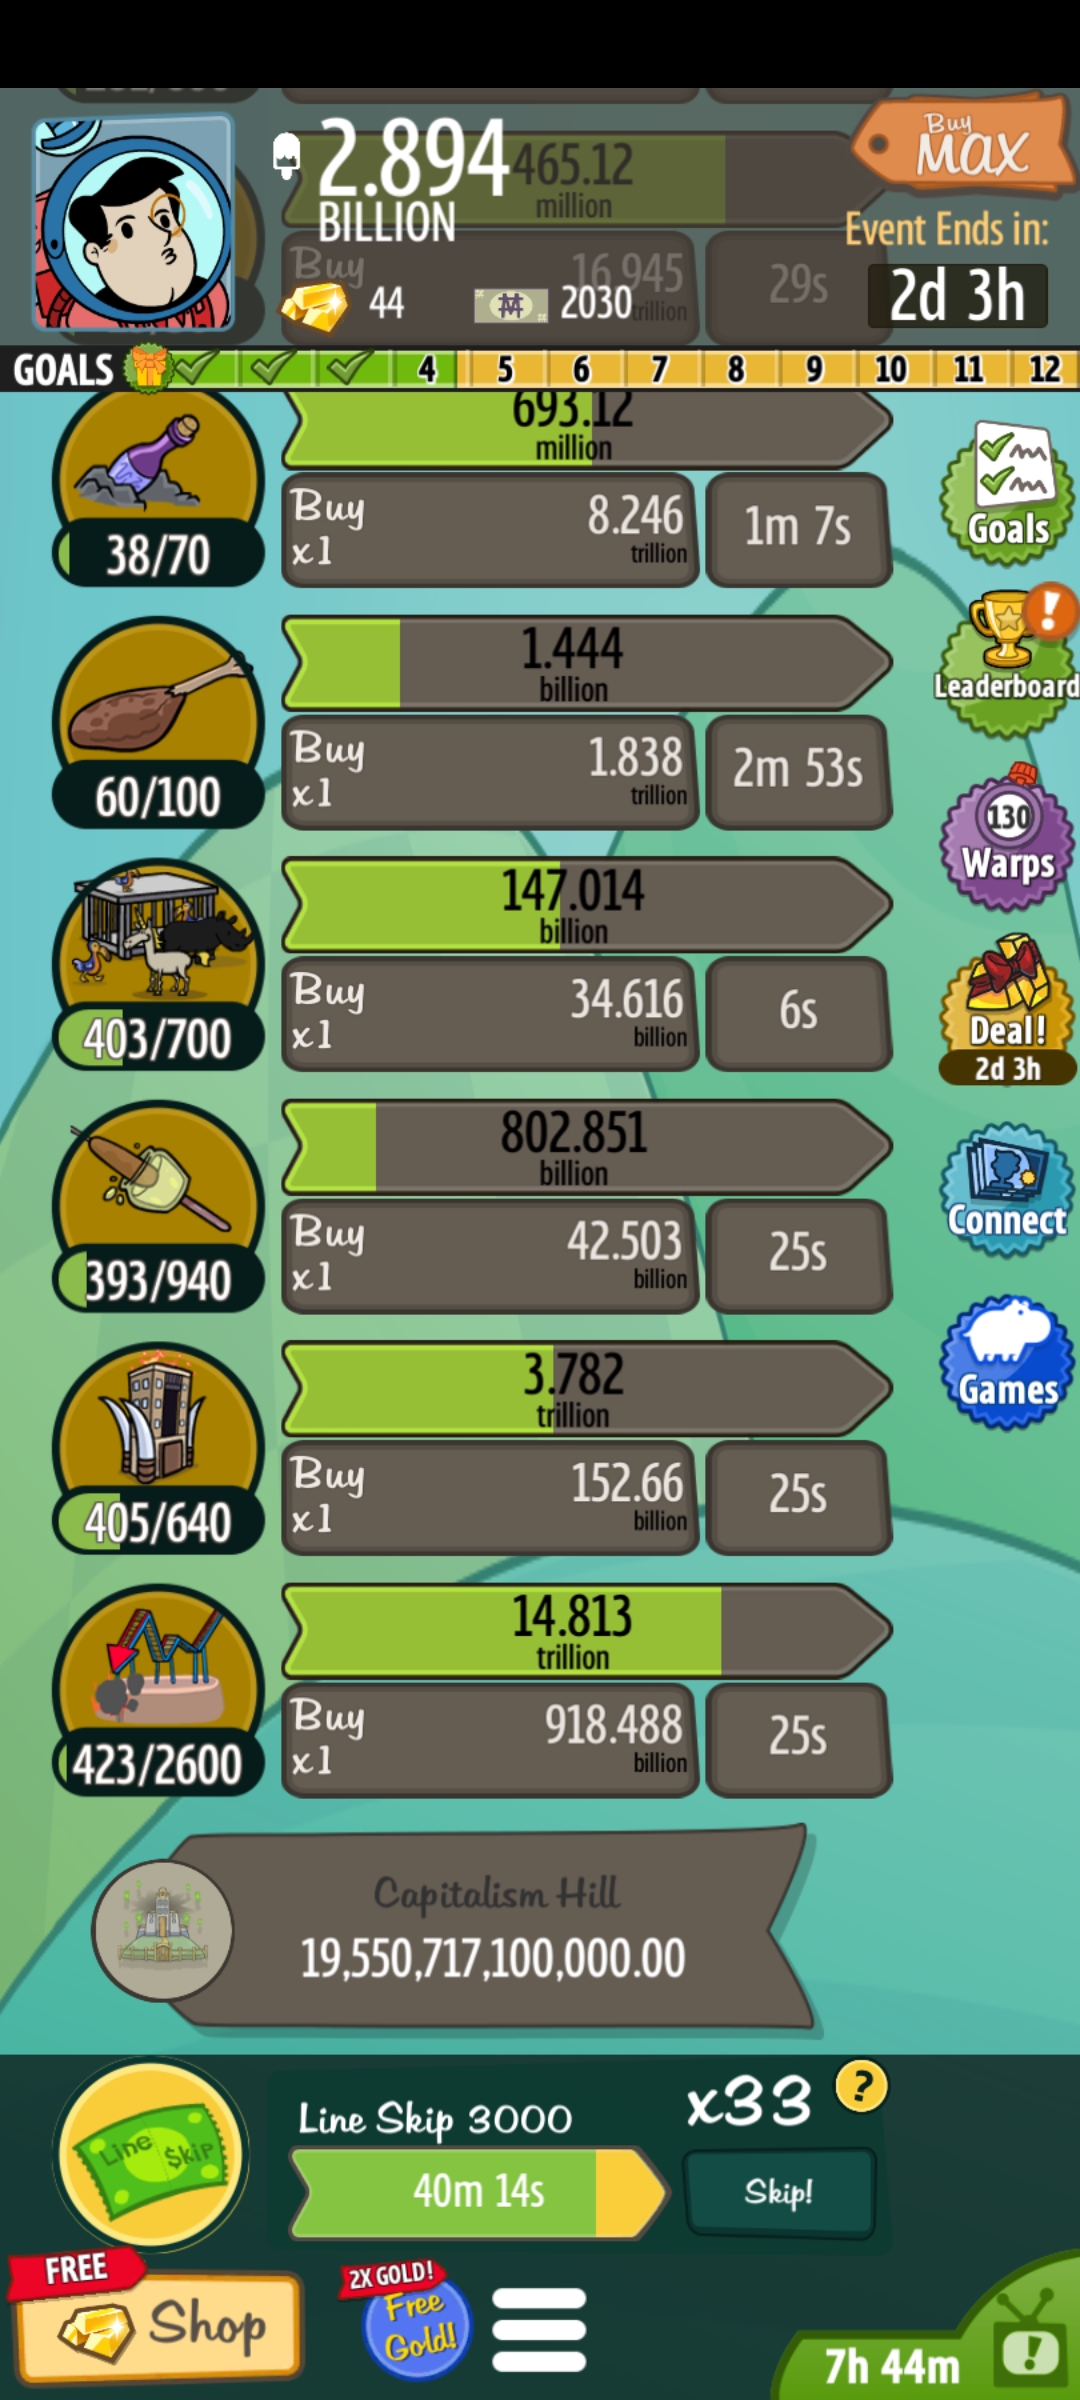 2.894
BILLION
465.12
million
Buy
MAX
Event Ends in:
2d 3h
Buy
16.945
trillion
29s
44
2030
GOALS
4
5
6
7
8
9
10
11
12
693.12
million
38/70
Buy
x1
8.246
trillion
1m 7s
Goals
1.444
billion
60/100
Buy
x1
1.838
trillion
2m 53s
!
Leaderboard
147.014
billion
403/700
Buy
x1
34.616
billion
6s
130
Warps
Deal!
2d 3h
802.851
billion
393/940
Buy
x1
42.503
billion
25s
Connect
3.782
trillion
405/640
Buy
x1
152.66
billion
25s
Games
14.813
trillion
423/2600
Buy
x1
918.488
billion
25s
Capitalism Hill
19,550,717,100,000.00
Line $kip
Line Skip 3000
x33
?
40m 14s
Skip!
FREE
Shop
2X GOLD!
Free
Gold!
7h 44m
!